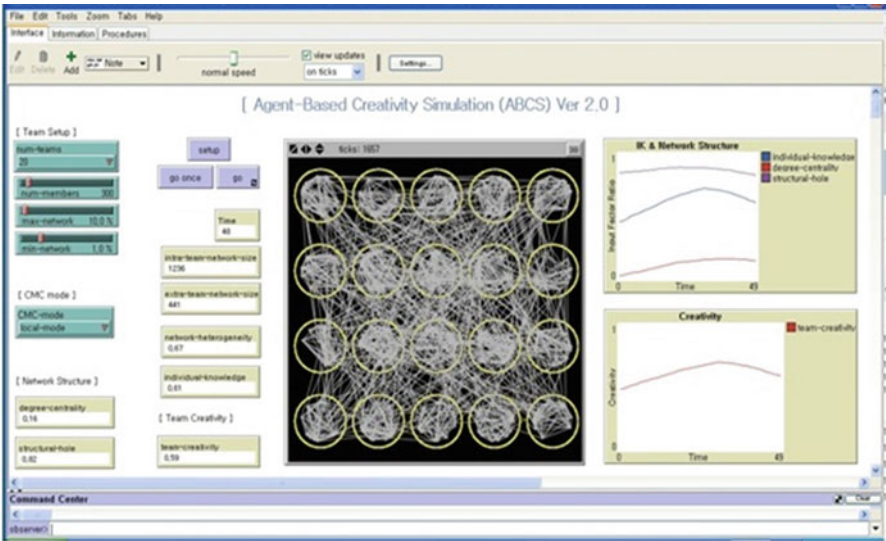 File Edit Tools Zoom Tabs Help
Interface Information Procedures
Edit Delete Add Note normal speed view updates on ticks Settings...
[ Agent-Based Creativity Simulation (ABCS) Ver 2.0 ]
[ Team Setup ]
num-teams
20
num-members 300
max-network 10.0 %
min-network 1.0 %
[ CMC mode ]
CMC-mode
local-mode
[ Network Structure ]
degree-centrality
0.16
structural-hole
0.82
setup
go once go
Time
48
intra-team-network-size
1236
extra-team-network-size
441
network-heterogeneity
0.67
individual-knowledge
0.61
[ Team Creativity ]
team-creativity
0.59
ticks: 1657
3D
IK & Network Structure
1
Input Factor Ratio
0
0 Time 49
individual-knowledge
degree-centrality
structural-hole
Creativity
1
Creativity
0
0 Time 49
team-creativity
Command Center
Clear
observer>